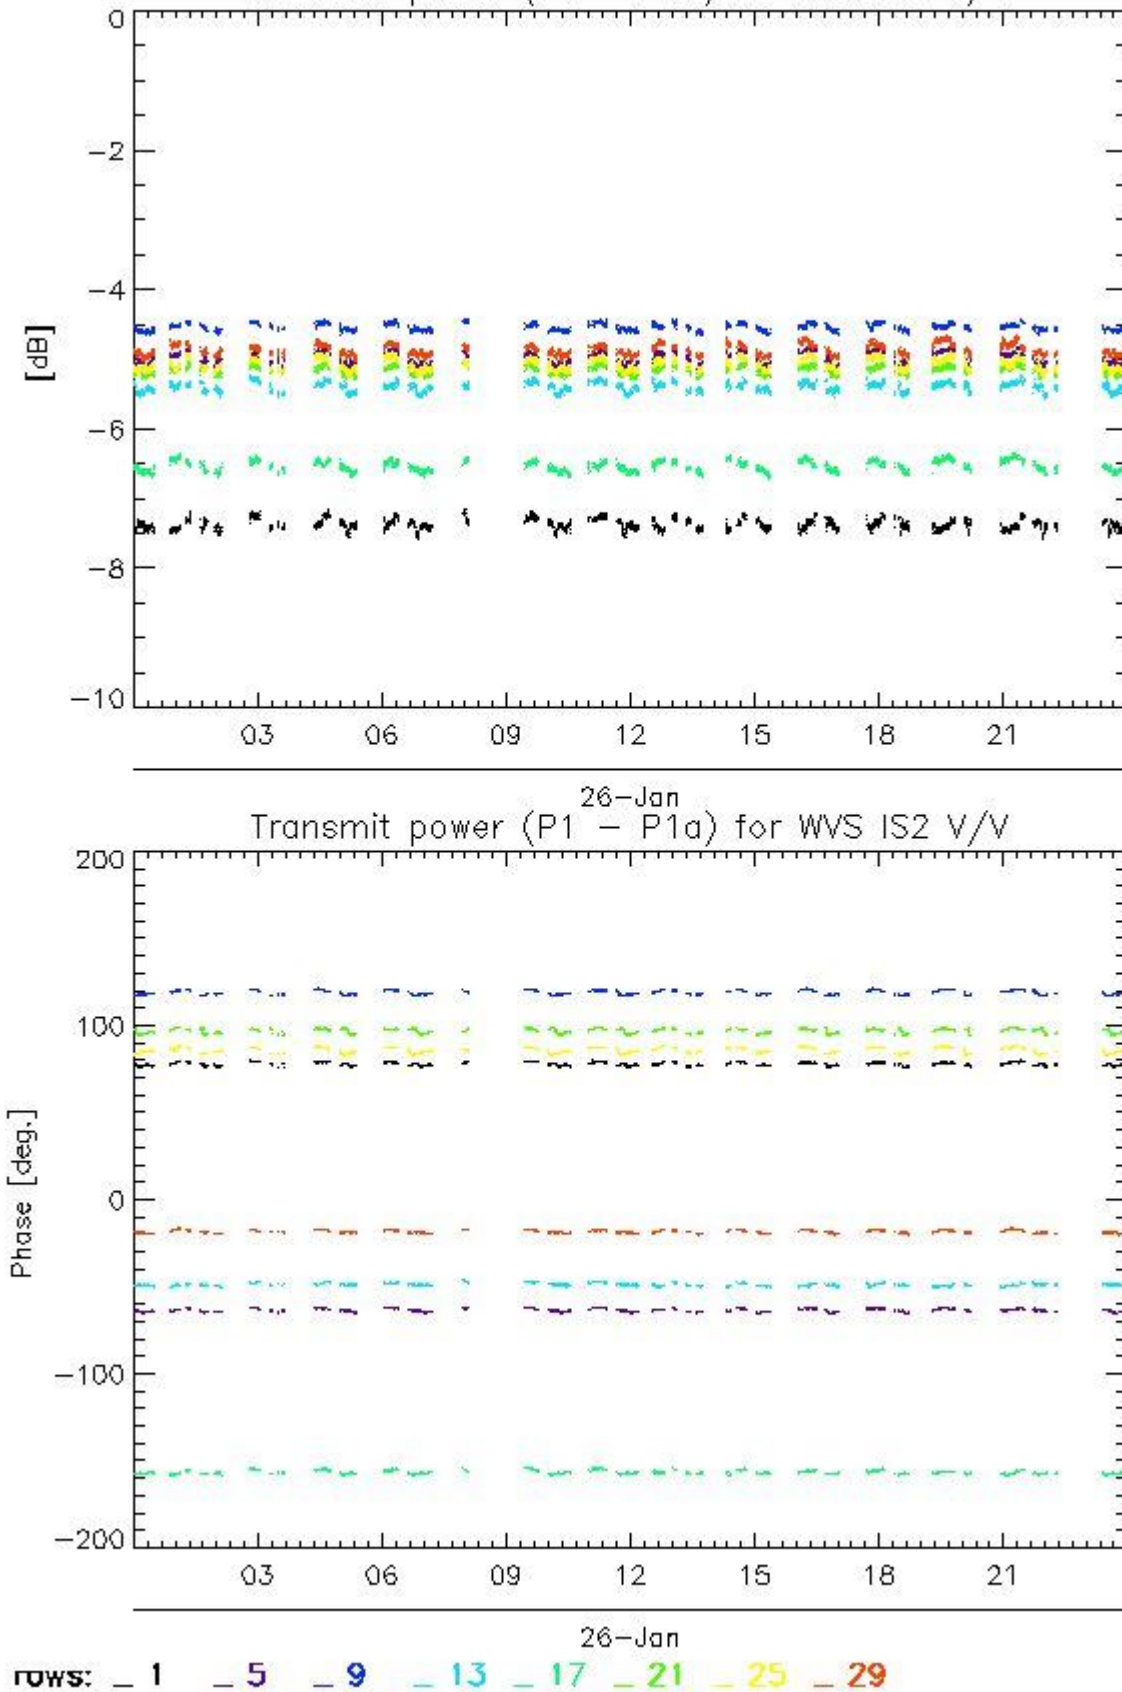 0
−2
−4
[dB]
−6
−8
−10
03 06 09 12 15 18 21
26−Jan
Transmit power (P1 − P1a) for WVS IS2 V/V
200
100
Phase [deg.]
0
−100
−200
03 06 09 12 15 18 21
26−Jan
rows: _ 1 _ 5 _ 9 _ 13 _ 17 _ 21 _ 25 _ 29